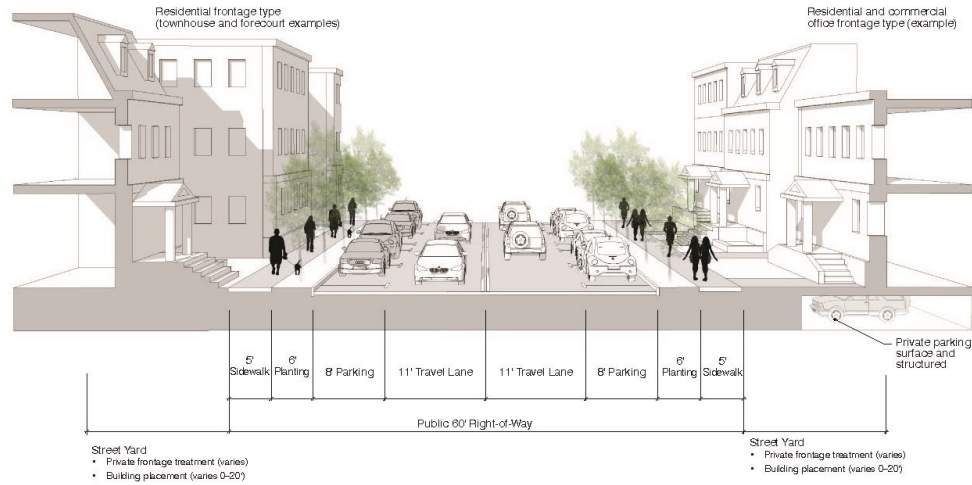 Residential frontage type
(townhouse and forecourt examples)
Residential and commercial
office frontage type (example)
Private parking
surface and
structured
5'
Sidewalk
6'
Planting
8' Parking
11' Travel Lane
11' Travel Lane
8' Parking
6'
Planting
5'
Sidewalk
Public 60' Right-of-Way
Street Yard
• Private frontage treatment (varies)
• Building placement (varies 0–20')
Street Yard
• Private frontage treatment (varies)
• Building placement (varies 0–20')